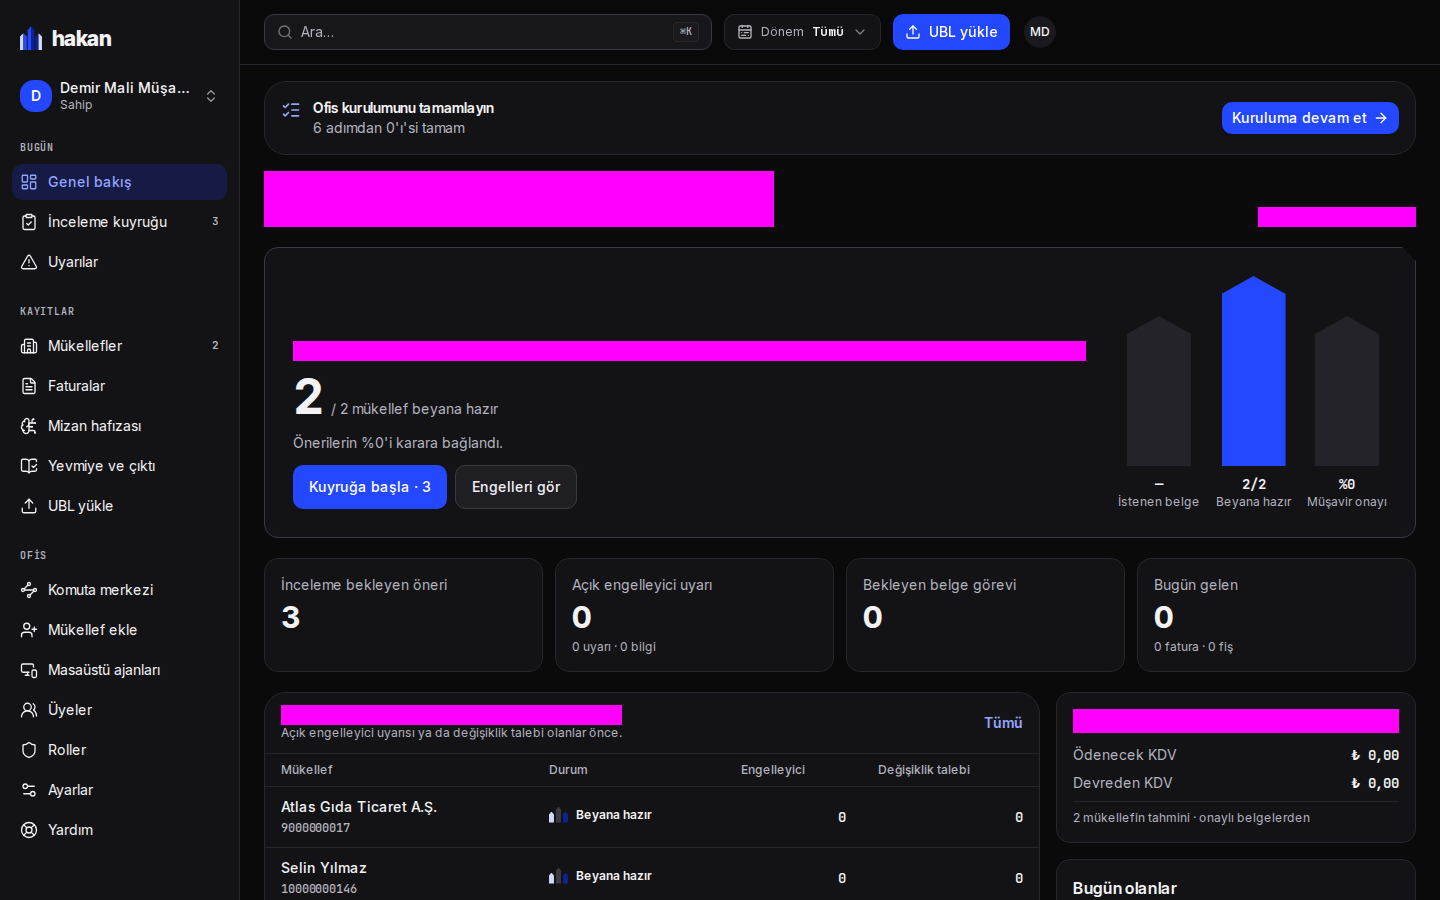 hakan
Demir Mali Müşa...
Sahip
BUGÜN
Genel bakış
İnceleme kuyruğu 3
Uyarılar
KAYITLAR
Mükellefler 2
Faturalar
Mizan hafızası
Yevmiye ve çıktı
UBL yükle
OFİS
Komuta merkezi
Mükellef ekle
Masaüstü ajanları
Üyeler
Roller
Ayarlar
Yardım
Ara... ⌘K
Dönem Tümü
UBL yükle
MD
Ofis kurulumunu tamamlayın
6 adımdan 0'ı'si tamam
Kuruluma devam et →
2 / 2 mükellef beyana hazır
Önerilerin %0'i karara bağlandı.
Kuyruğa başla · 3
Engelleri gör
– 2/2 %0
İstenen belge Beyana hazır Müşavir onayı
İnceleme bekleyen öneri
3
Açık engelleyici uyarı
0
0 uyarı · 0 bilgi
Bekleyen belge görevi
0
Bugün gelen
0
0 fatura · 0 fiş
Açık engelleyici uyarısı ya da değişiklik talebi olanlar önce.
Tümü
Mükellef Durum Engelleyici Değişiklik talebi
Atlas Gıda Ticaret A.Ş. Beyana hazır 0 0
9000000017
Selin Yılmaz Beyana hazır 0 0
10000000146
Ödenecek KDV ₺ 0,00
Devreden KDV ₺ 0,00
2 mükellefin tahmini · onaylı belgelerden
Bugün olanlar